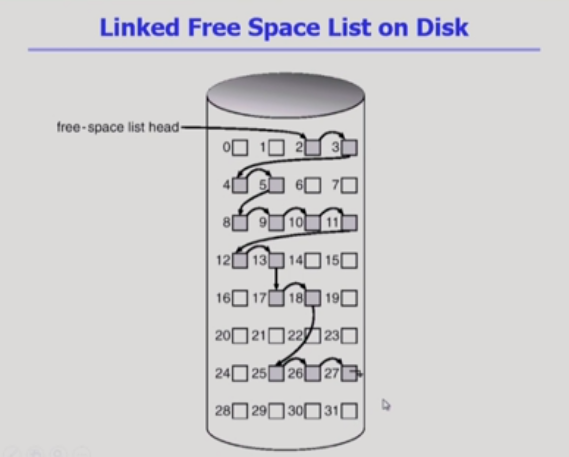 Linked Free Space List on Disk
free-space list head
0 1 2 3
4 5 6 7
8 9 10 11
12 13 14 15
16 17 18 19
20 21 22 23
24 25 26 27
28 29 30 31